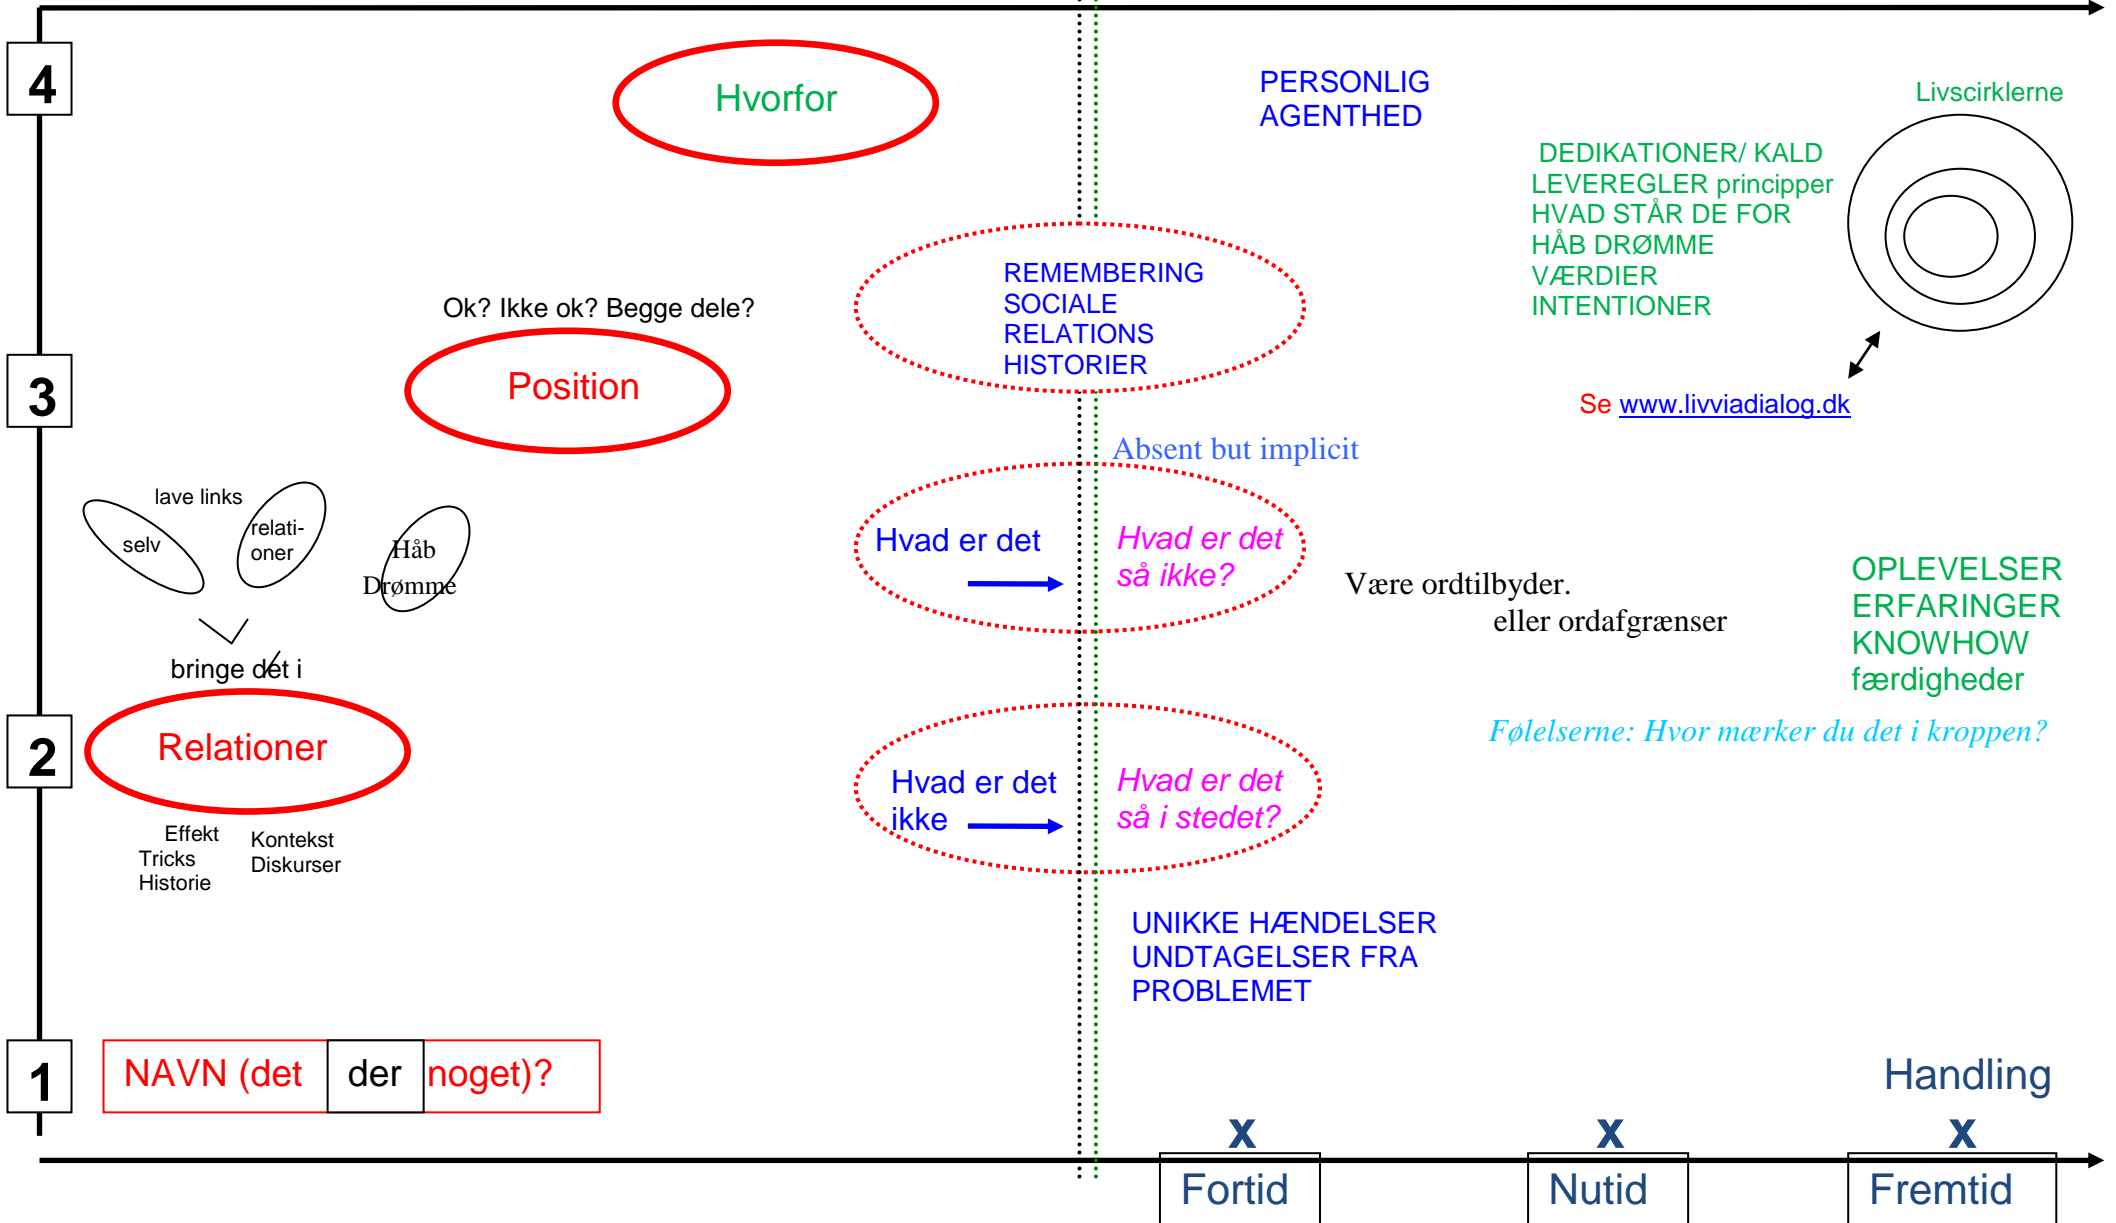 4
Hvorfor
PERSONLIG
AGENTHED
Livscirklerne
DEDIKATIONER/ KALD
LEVEREGLER principper
HVAD STÅR DE FOR
HÅB DRØMME
VÆRDIER
INTENTIONER
REMEMBERING
SOCIALE
RELATIONS
HISTORIER
Ok? Ikke ok? Begge dele?
3
Position
Se www.livviadialog.dk
Absent but implicit
lave links
selv
relati-
oner
Håb
Drømme
Hvad er det
Hvad er det
så ikke?
Være ordtilbyder.
eller ordafgrænser
OPLEVELSER
ERFARINGER
KNOWHOW
færdigheder
bringe det i
2
Relationer
Følelserne: Hvor mærker du det i kroppen?
Hvad er det
ikke
Hvad er det
så i stedet?
Effekt
Tricks
Historie
Kontekst
Diskurser
UNIKKE HÆNDELSER
UNDTAGELSER FRA
PROBLEMET
1
NAVN (det der noget)?
Handling
x x x
Fortid
Nutid
Fremtid